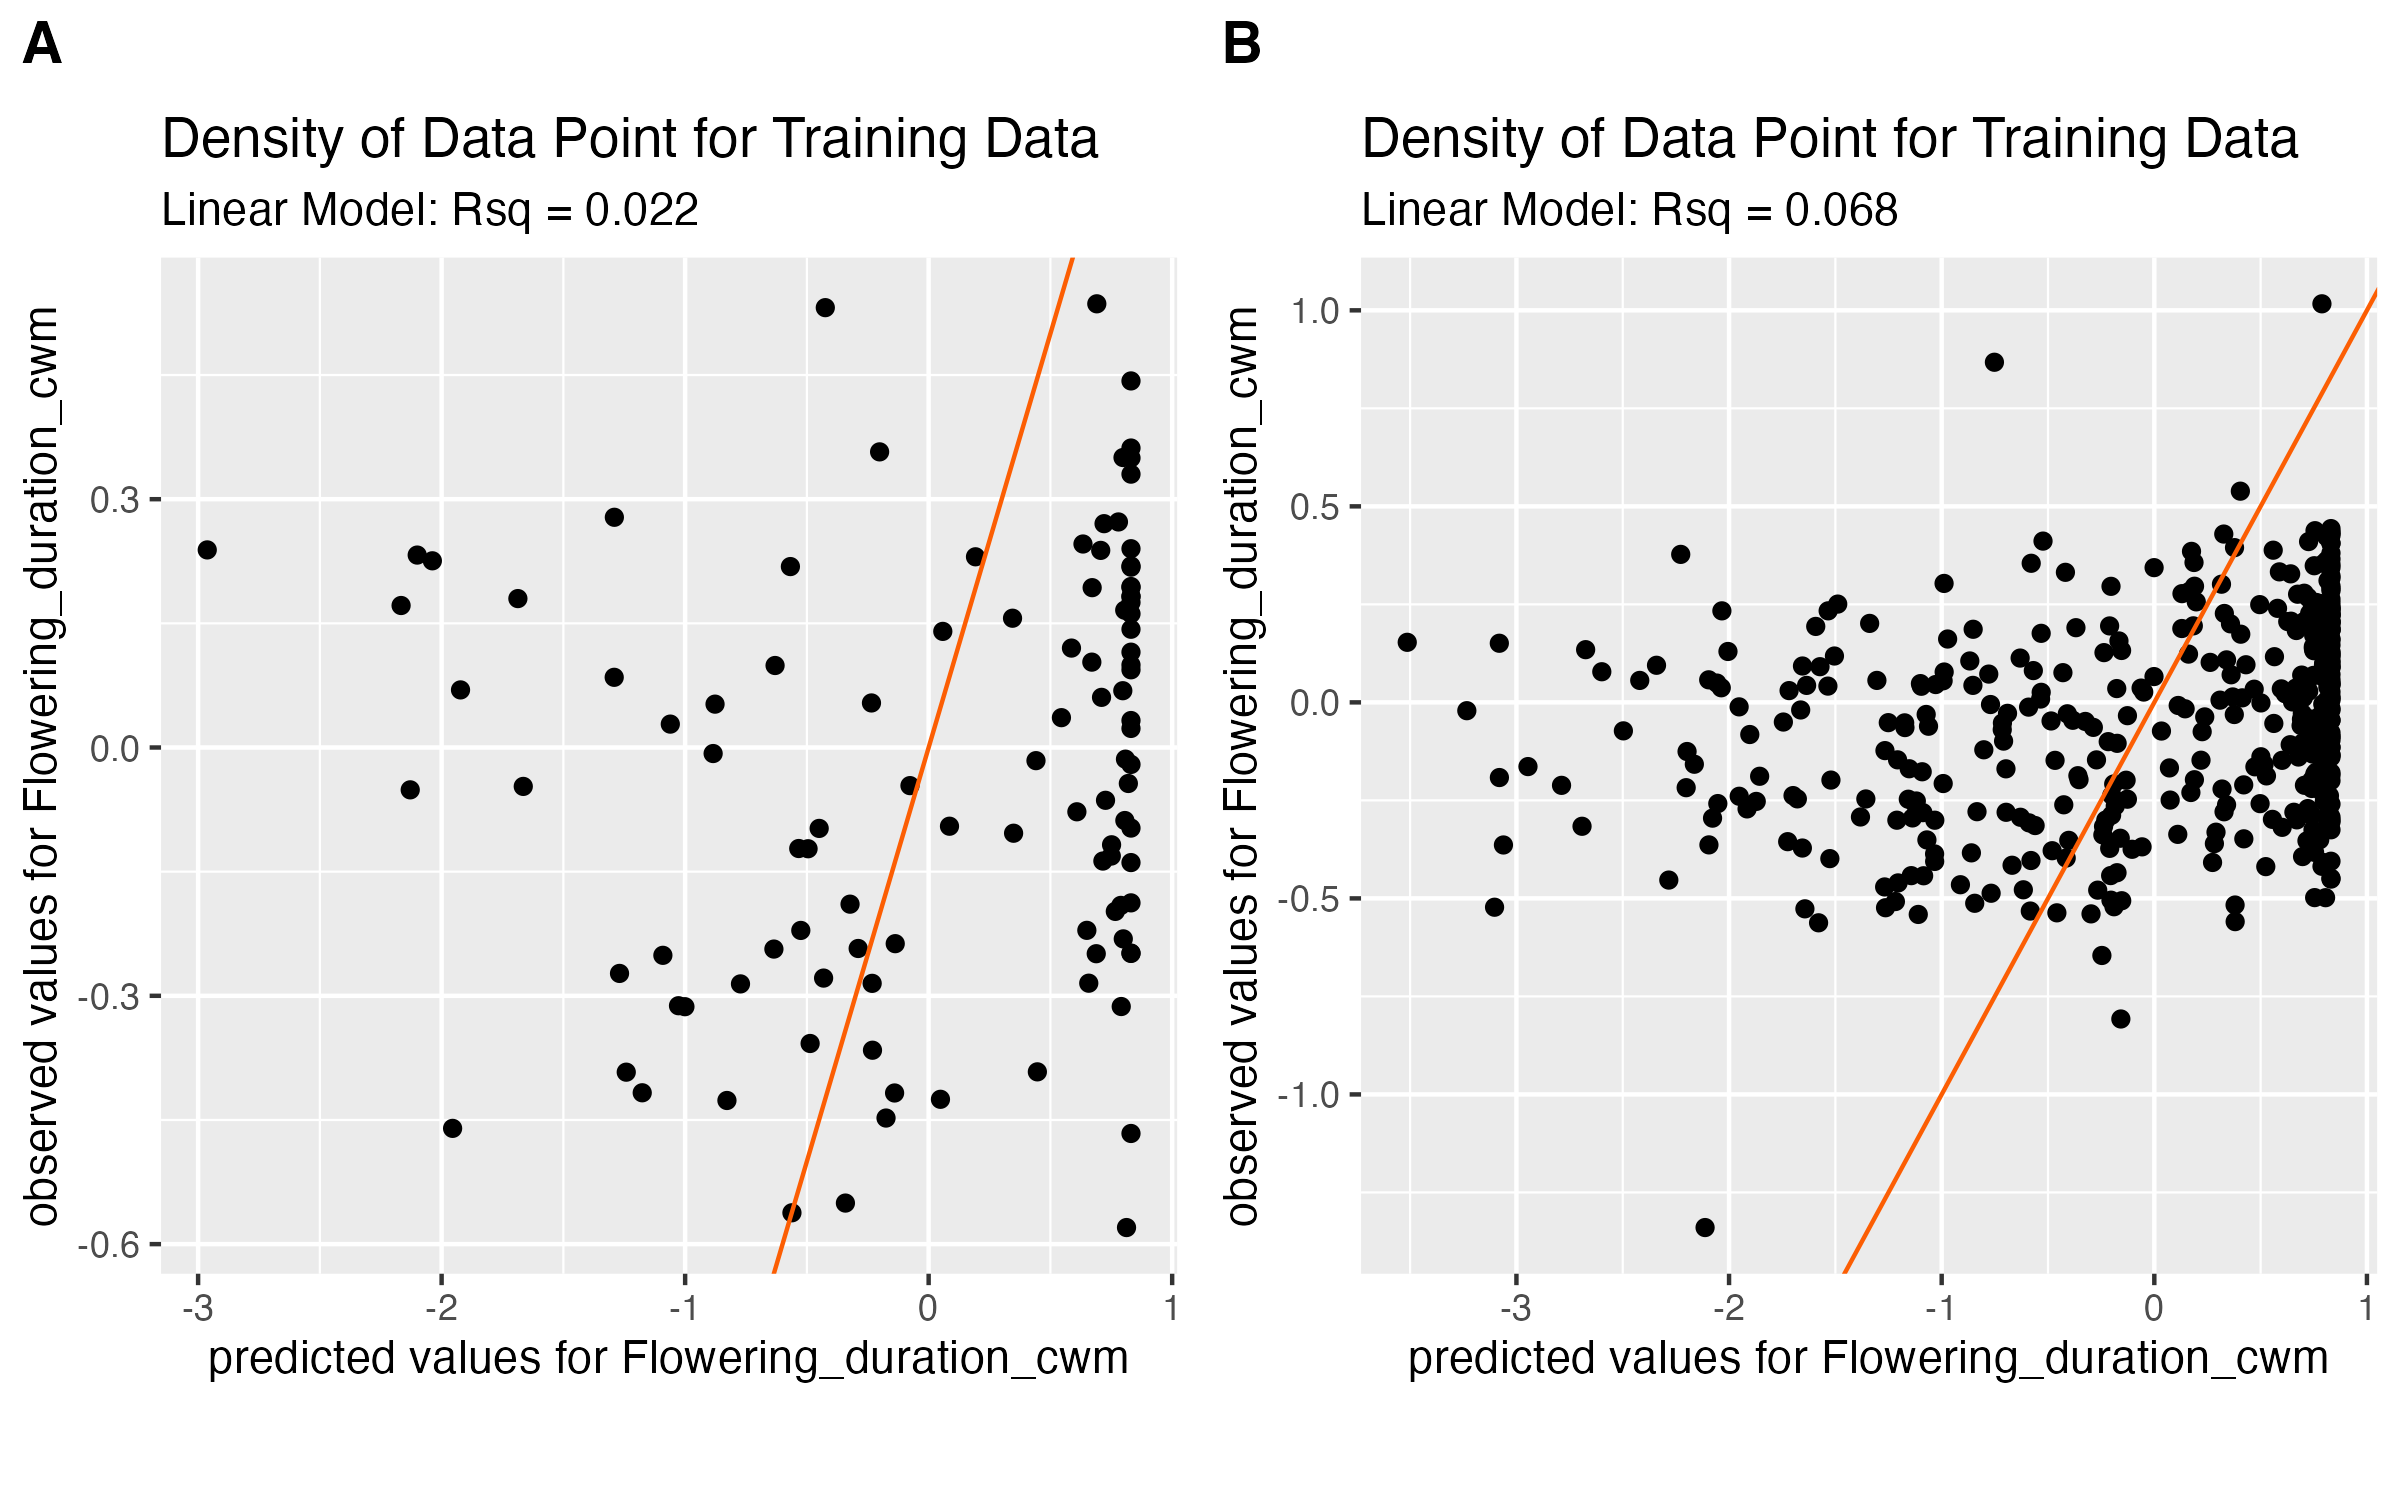 A
Density of Data Point for Training Data
Linear Model: Rsq = 0.022
observed values for Flowering_duration_cwm
0.3
0.0
-0.3
-0.6
-3
-2
-1
0
1
predicted values for Flowering_duration_cwm
B
Density of Data Point for Training Data
Linear Model: Rsq = 0.068
observed values for Flowering_duration_cwm
1.0
0.5
0.0
-0.5
-1.0
-3
-2
-1
0
1
predicted values for Flowering_duration_cwm